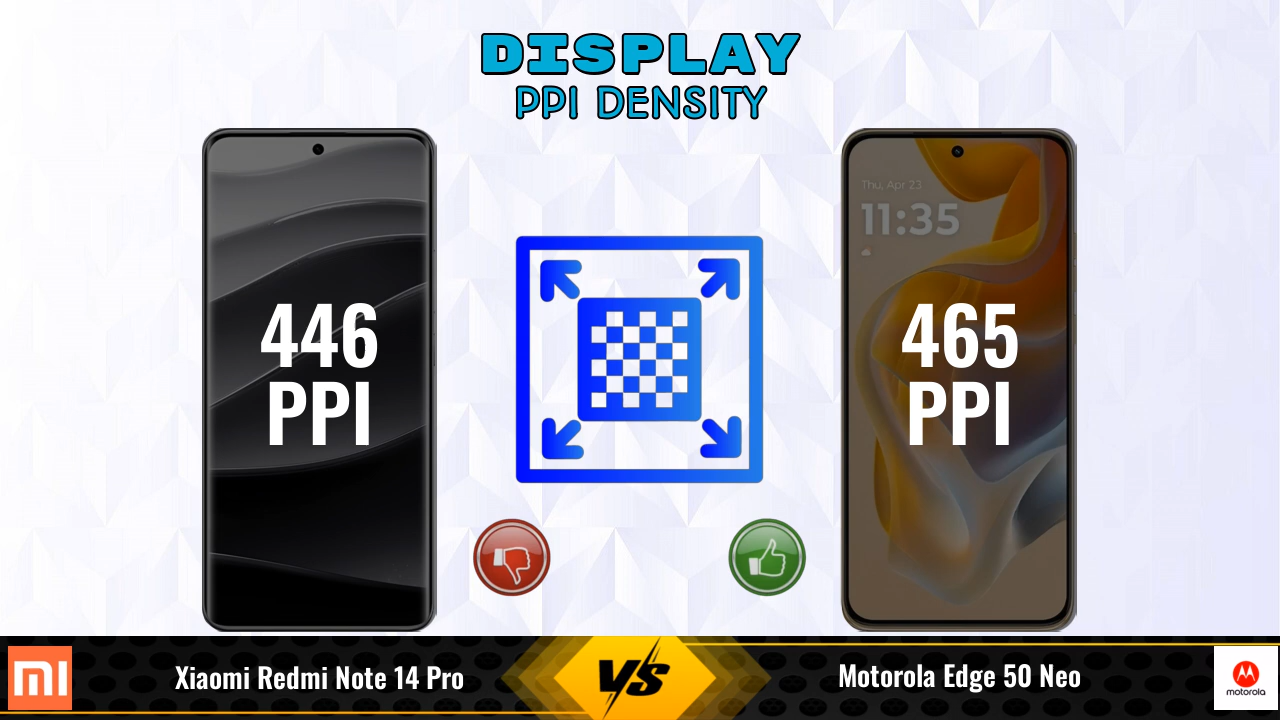 DISPLAY
PPI DENSITY
Thu, Apr 23
11:35
446
PPI
465
PPI
Xiaomi Redmi Note 14 Pro
VS
Motorola Edge 50 Neo
motorola